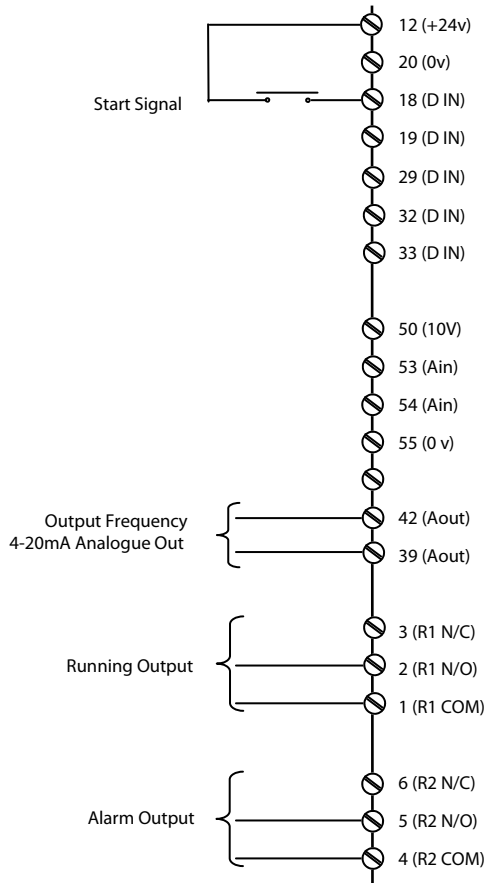 12 (+24v)
20 (0v)
Start Signal
18 (D IN)
19 (D IN)
29 (D IN)
32 (D IN)
33 (D IN)
50 (10V)
53 (Ain)
54 (Ain)
55 (0 v)
Output Frequency
4-20mA Analogue Out
42 (Aout)
39 (Aout)
3 (R1 N/C)
Running Output
2 (R1 N/O)
1 (R1 COM)
6 (R2 N/C)
Alarm Output
5 (R2 N/O)
4 (R2 COM)